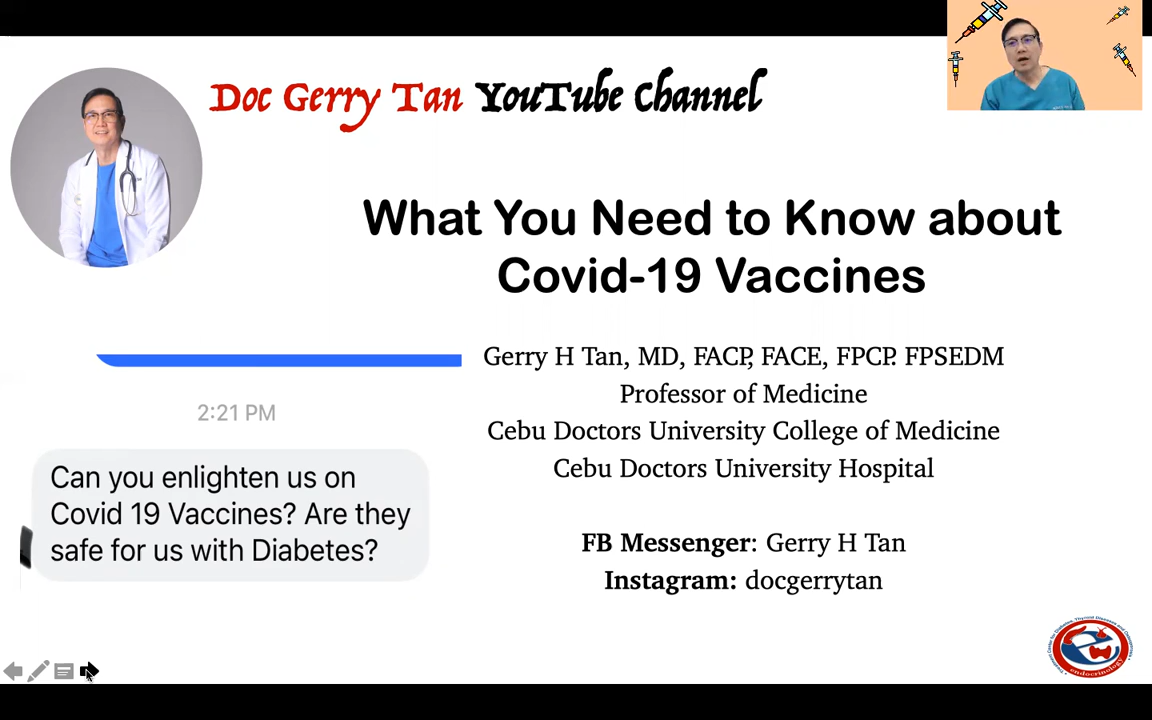 Doc Gerry Tan YouTube Channel
What You Need to Know about
Covid-19 Vaccines
Gerry H Tan, MD, FACP, FACE, FPCP. FPSEDM
Professor of Medicine
Cebu Doctors University College of Medicine
Cebu Doctors University Hospital
FB Messenger: Gerry H Tan
Instagram: docgerrytan
2:21 PM
Can you enlighten us on
Covid 19 Vaccines? Are they
safe for us with Diabetes?
endocrinology